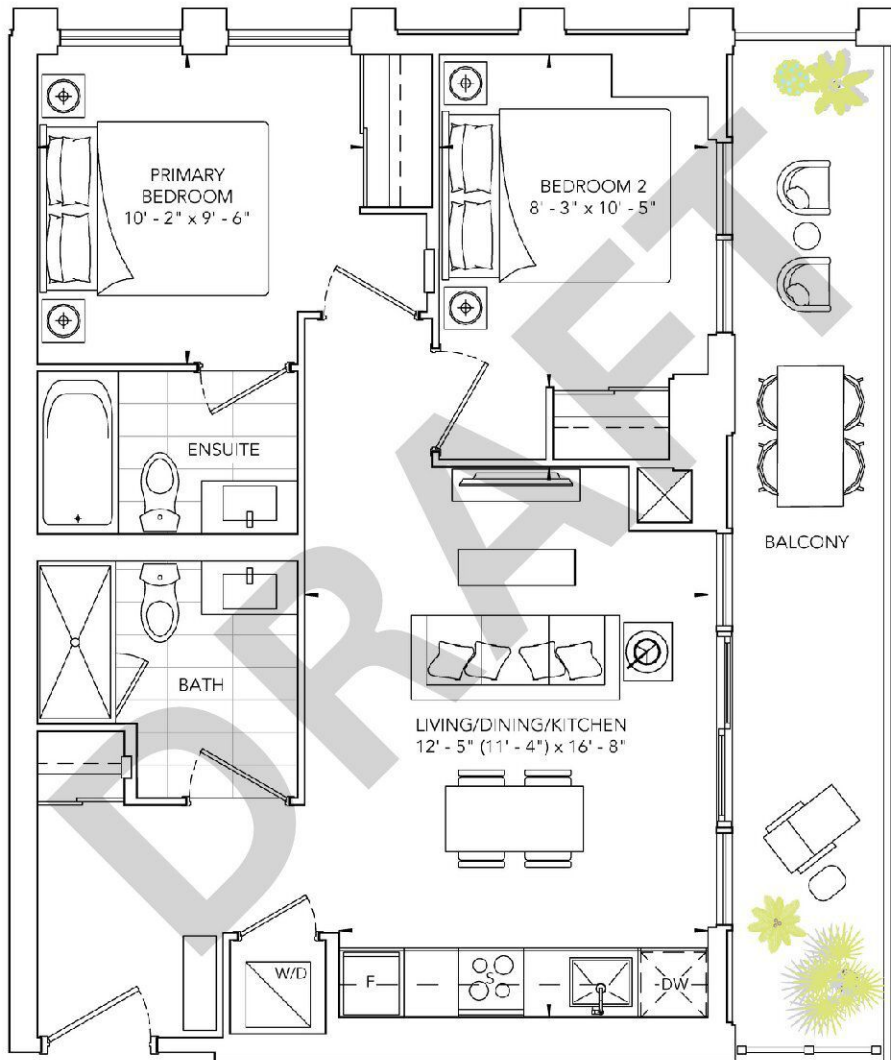 PRIMARY
BEDROOM
10' - 2" x 9' - 6"
BEDROOM 2
8' - 3" x 10' - 5"
ENSUITE
BALCONY
BATH
LIVING/DINING/KITCHEN
12' - 5" (11' - 4") x 16' - 8"
W/D
F
S
DW
DRAFT